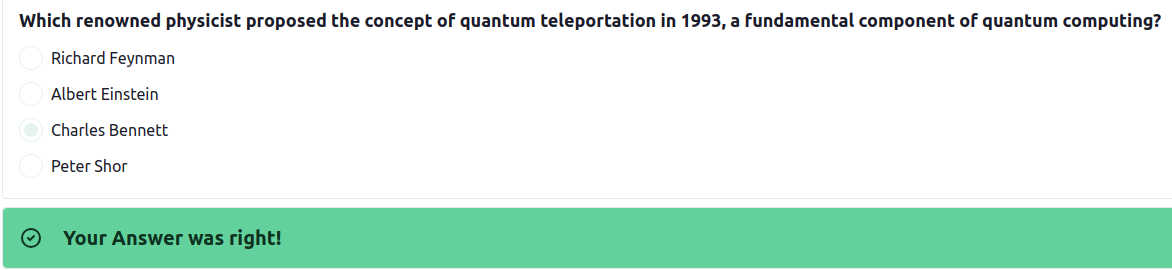 Which renowned physicist proposed the concept of quantum teleportation in 1993, a fundamental component of quantum computing?
Richard Feynman
Albert Einstein
Charles Bennett
Peter Shor
Your Answer was right!